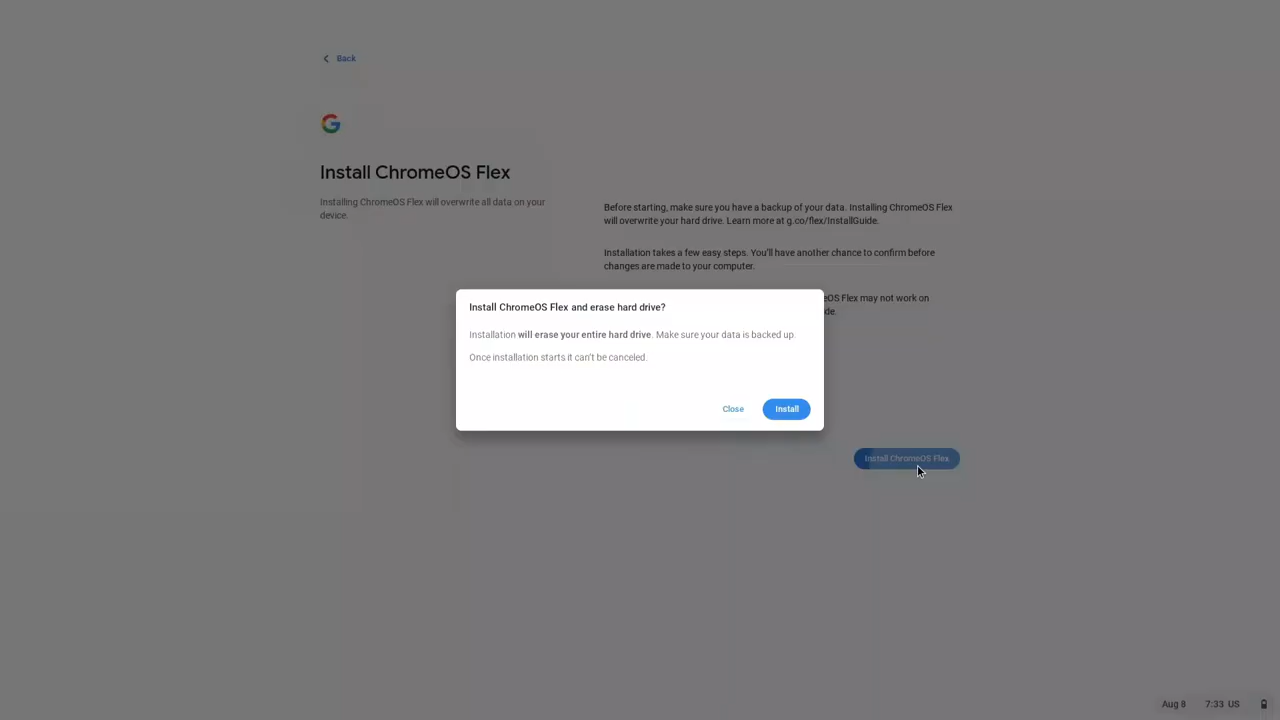 Back
Install ChromeOS Flex
Installing ChromeOS Flex will overwrite all data on your
device.
Before starting, make sure you have a backup of your data. Installing ChromeOS Flex
will overwrite your hard drive. Learn more at g.co/flex/InstallGuide.
Installation takes a few easy steps. You'll have another chance to confirm before
changes are made to your computer.
Flex may not work on
Install ChromeOS Flex and erase hard drive?
Installation will erase your entire hard drive. Make sure your data is backed up.
Once installation starts it can't be canceled.
Close
Install
Install ChromeOS Flex
Aug 8
7:33 US